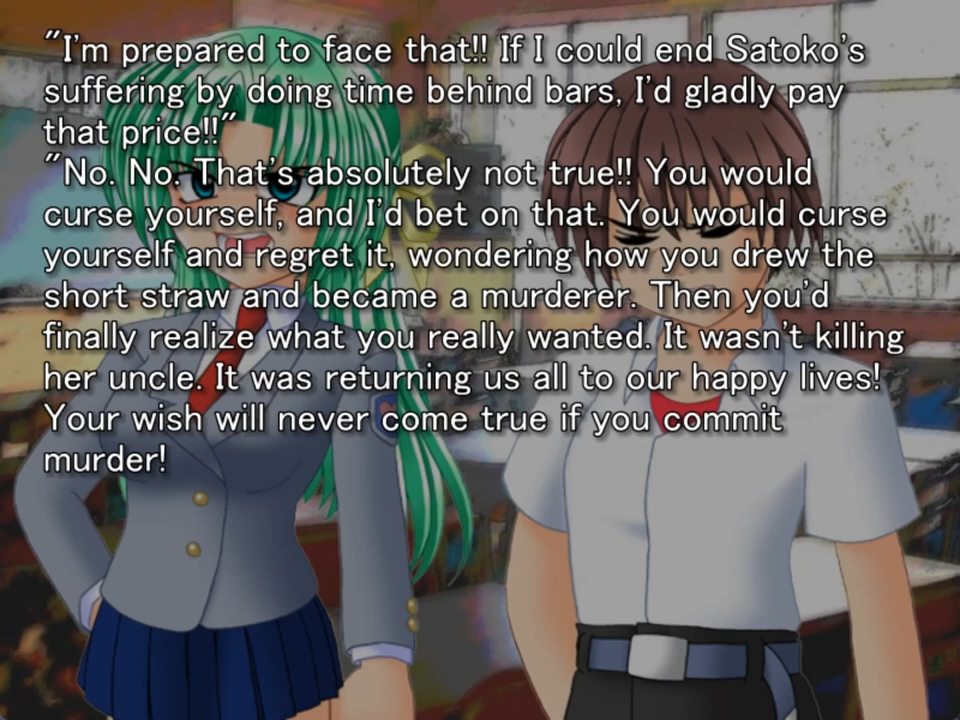 "I'm prepared to face that!! If I could end Satoko's
suffering by doing time behind bars, I'd gladly pay
that price!!"
"No. No. That's absolutely not true!! You would
curse yourself, and I'd bet on that. You would curse
yourself and regret it, wondering how you drew the
short straw and became a murderer. Then you'd
finally realize what you really wanted. It wasn't killing
her uncle. It was returning us all to our happy lives!
Your wish will never come true if you commit
murder!